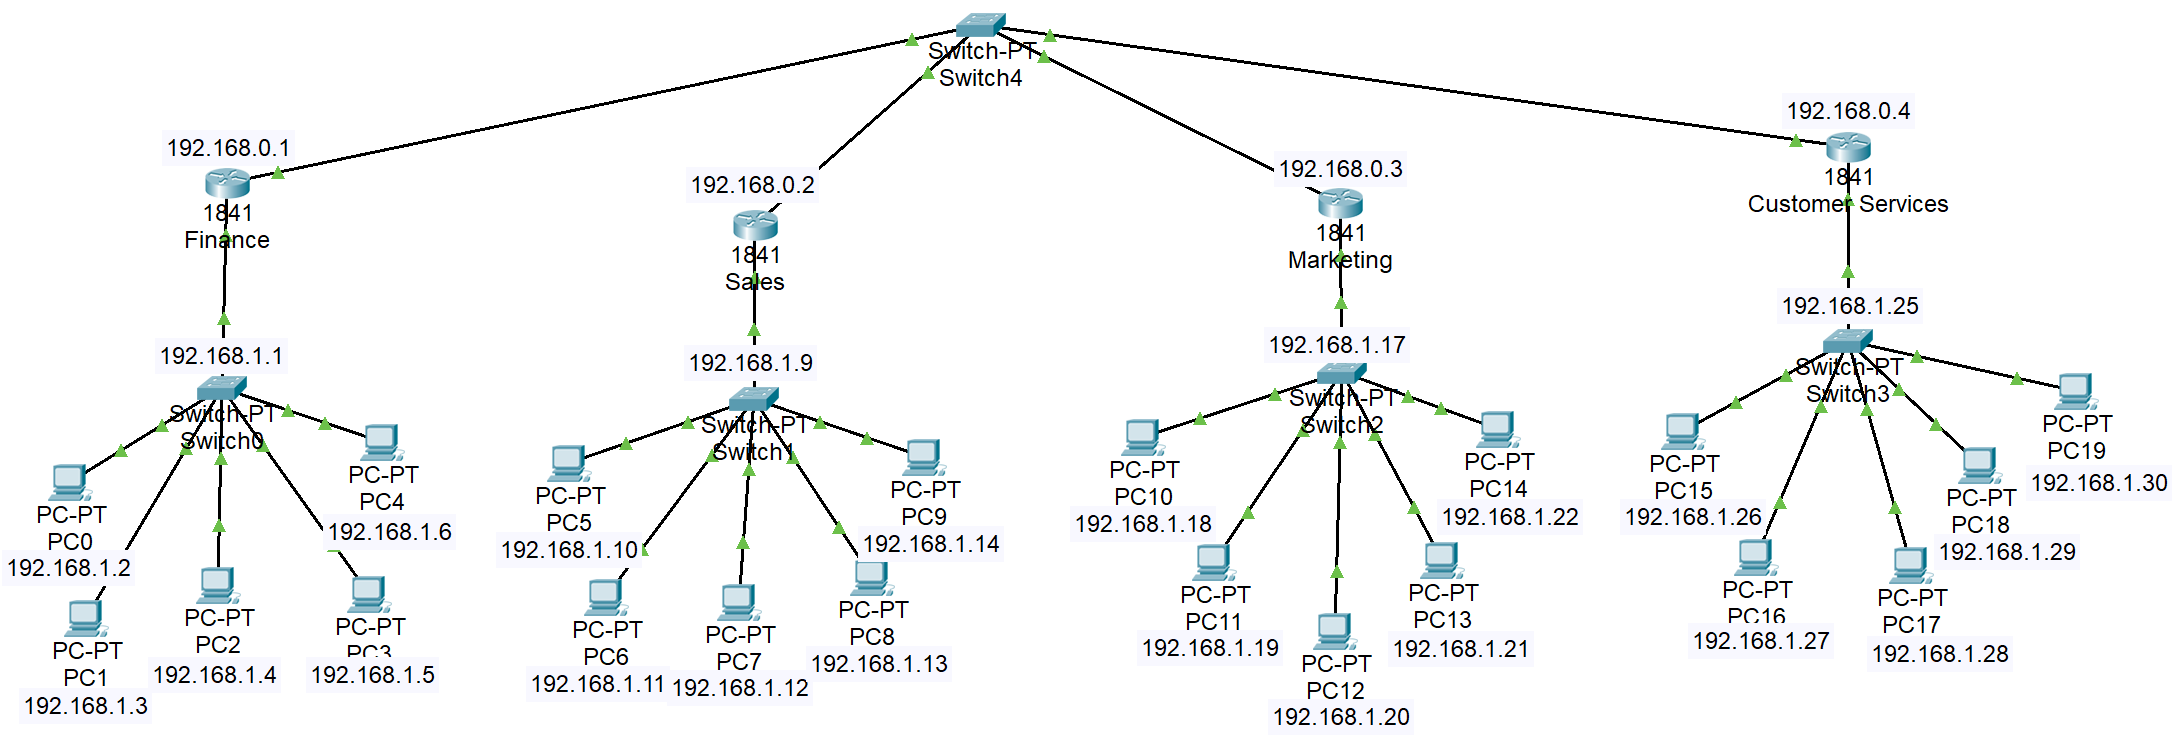 Switch-PT
Switch4
192.168.0.1
1841
Finance
192.168.0.2
1841
Sales
192.168.0.3
1841
Marketing
192.168.0.4
1841
Customer Services
192.168.1.1
Switch-PT
Switch0
PC-PT
PC0
192.168.1.2
PC-PT
PC1
192.168.1.3
PC-PT
PC2
192.168.1.4
PC-PT
PC3
192.168.1.5
PC-PT
PC4
192.168.1.6
192.168.1.9
Switch-PT
Switch1
PC-PT
PC5
192.168.1.10
PC-PT
PC6
192.168.1.11
PC-PT
PC7
192.168.1.12
PC-PT
PC8
192.168.1.13
PC-PT
PC9
192.168.1.14
192.168.1.17
Switch-PT
Switch2
PC-PT
PC10
192.168.1.18
PC-PT
PC11
192.168.1.19
PC-PT
PC12
192.168.1.20
PC-PT
PC13
192.168.1.21
PC-PT
PC14
192.168.1.22
192.168.1.25
Switch-PT
Switch3
PC-PT
PC15
192.168.1.26
PC-PT
PC16
192.168.1.27
PC-PT
PC17
192.168.1.28
PC-PT
PC18
192.168.1.29
PC-PT
PC19
192.168.1.30